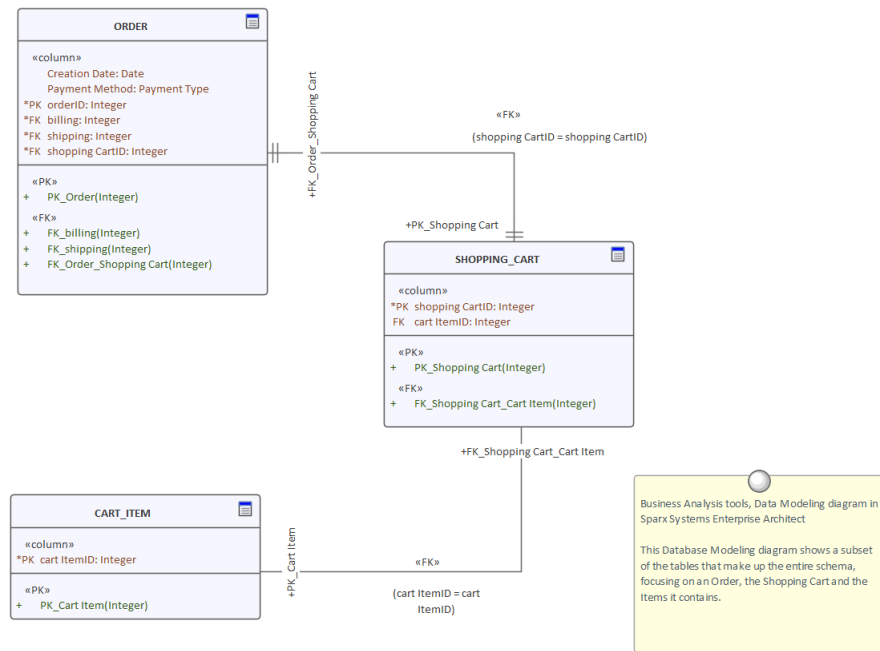 ORDER
«column»
Creation Date: Date
Payment Method: Payment Type
*PK orderID: Integer
*FK billing: Integer
*FK shipping: Integer
*FK shopping CartID: Integer
«PK»
+ PK_Order(Integer)
«FK»
+ FK_billing(Integer)
+ FK_shipping(Integer)
+ FK_Order_Shopping Cart(Integer)
+FK_Order_Shopping Cart
«FK»
(shopping CartID = shopping CartID)
+PK_Shopping Cart
SHOPPING_CART
«column»
*PK shopping CartID: Integer
FK cart ItemID: Integer
«PK»
+ PK_Shopping Cart(Integer)
«FK»
+ FK_Shopping Cart_Cart Item(Integer)
+FK_Shopping Cart_Cart Item
CART_ITEM
«column»
*PK cart ItemID: Integer
«PK»
+ PK_Cart Item(Integer)
+PK_Cart Item
«FK»
(cart ItemID = cart
ItemID)
Business Analysis tools, Data Modeling diagram in
Sparx Systems Enterprise Architect
This Database Modeling diagram shows a subset
of the tables that make up the entire schema,
focusing on an Order, the Shopping Cart and the
Items it contains.